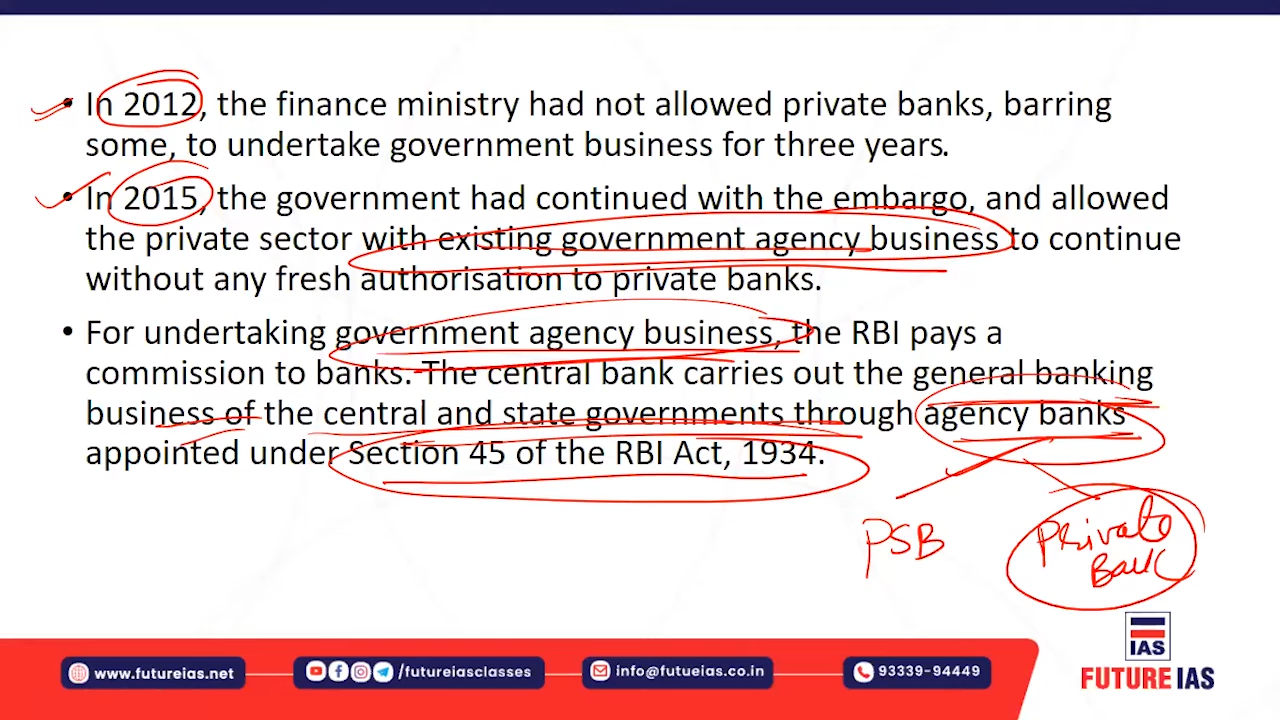 • In 2012, the finance ministry had not allowed private banks, barring
some, to undertake government business for three years.
• In 2015, the government had continued with the embargo, and allowed
the private sector with existing government agency business to continue
without any fresh authorisation to private banks.
• For undertaking government agency business, the RBI pays a
commission to banks. The central bank carries out the general banking
business of the central and state governments through agency banks
appointed under Section 45 of the RBI Act, 1934.
PSB
Private
Bank
IAS
FUTURE IAS
www.futureias.net
/futureiasclasses
info@futueias.co.in
93339-94449